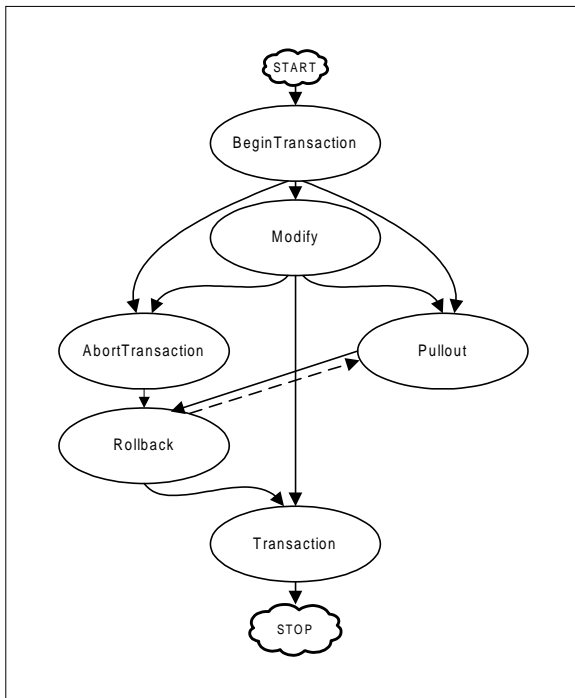 START
BeginTransaction
Modify
AbortTransaction
Pullout
Rollback
Transaction
STOP